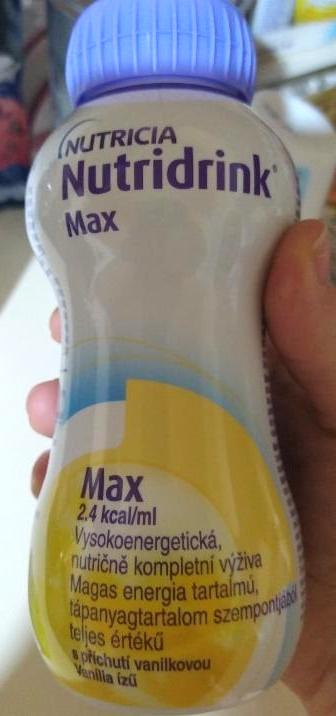 NUTRICIA
Nutridrink®
Max
Max
2.4 kcal/ml
Vysokoenergetická,
nutričně kompletní výživa
Magas energia tartalmú,
tápanyagtartalom szempontjából
teljes értékű
s příchutí vanilkovou
Vanília ízű